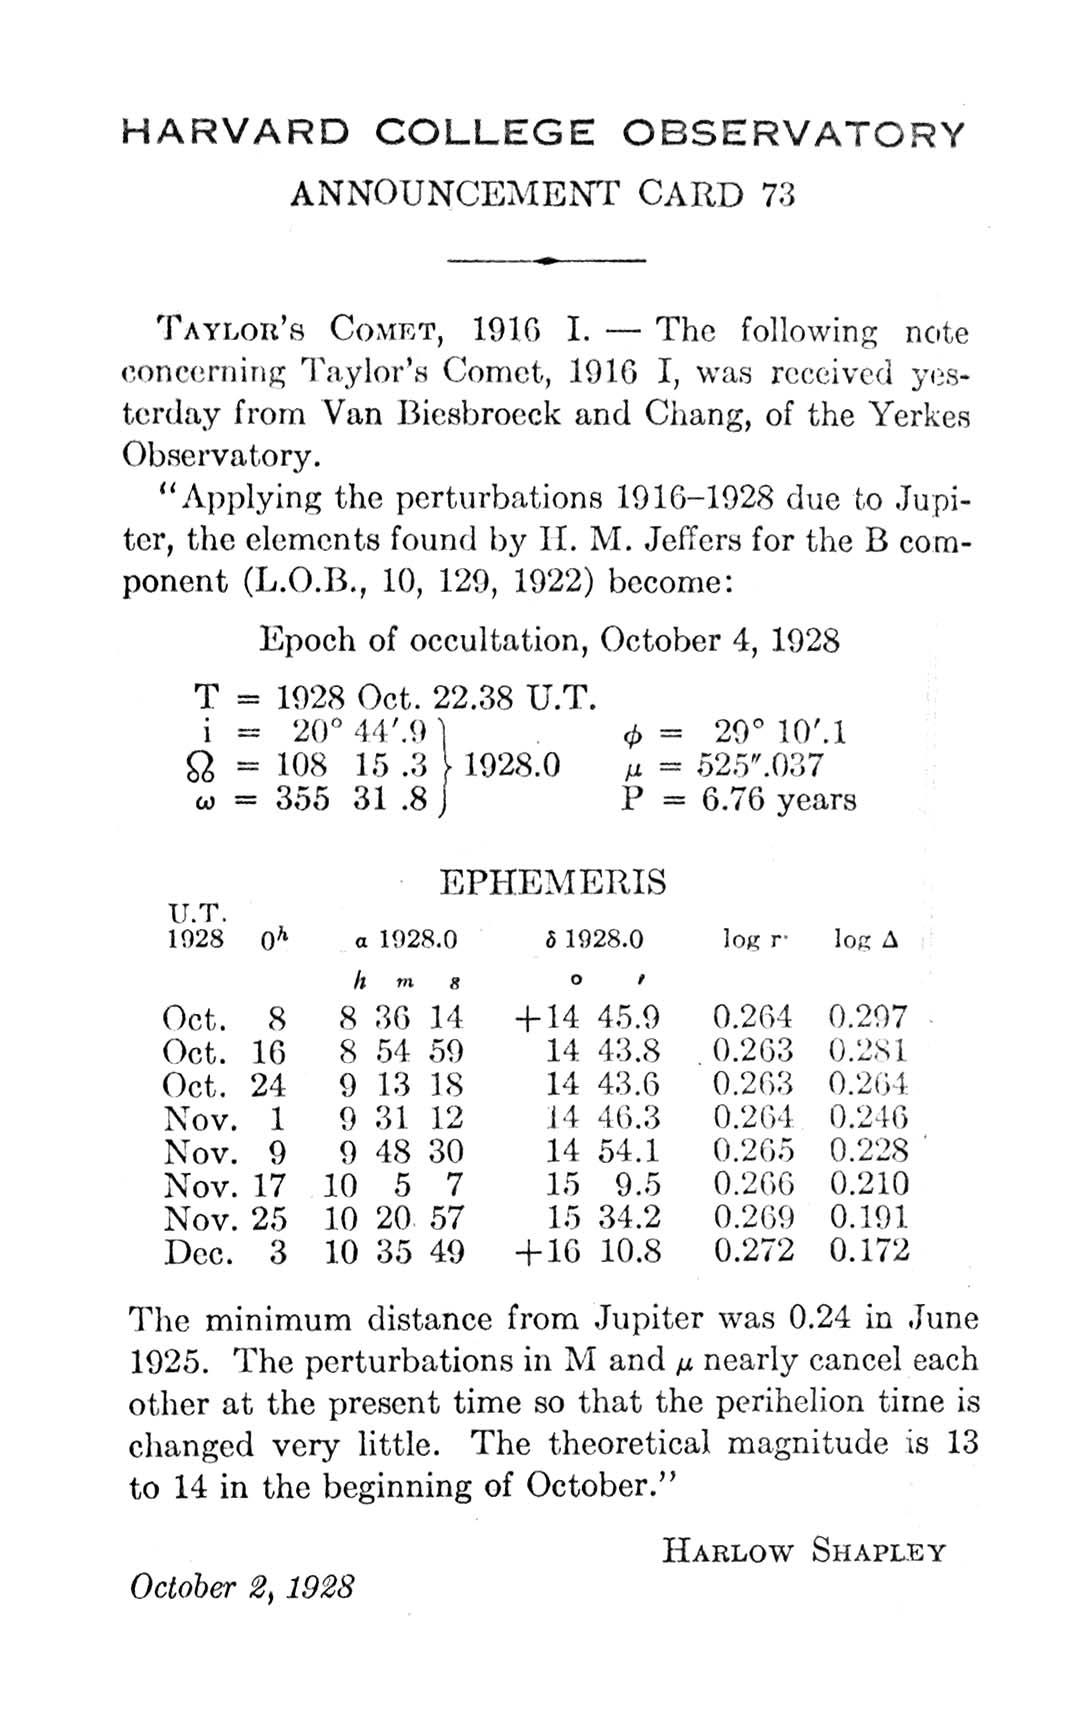 HARVARD COLLEGE OBSERVATORY
ANNOUNCEMENT CARD 73
TAYLOR'S COMET, 1916 I. — The following note
concerning Taylor's Comet, 1916 I, was received yes-
terday from Van Biesbroeck and Chang, of the Yerkes
Observatory.
"Applying the perturbations 1916–1928 due to Jupi-
ter, the elements found by H. M. Jeffers for the B com-
ponent (L.O.B., 10, 129, 1922) become:
Epoch of occultation, October 4, 1928
T = 1928 Oct. 22.38 U.T.
i = 20° 44′.9 ϕ = 29° 10′.1
☊ = 108 15 .3 } 1928.0 μ = 525″.037
ω = 355 31 .8 P = 6.76 years
EPHEMERIS
U.T.
1928 0ʰ α 1928.0 δ 1928.0 log r log Δ
h m s ° ′
Oct. 8 8 36 14 +14 45.9 0.264 0.297
Oct. 16 8 54 59 14 43.8 0.263 0.281
Oct. 24 9 13 18 14 43.6 0.263 0.264
Nov. 1 9 31 12 14 46.3 0.264 0.246
Nov. 9 9 48 30 14 54.1 0.265 0.228
Nov. 17 10 5 7 15 9.5 0.266 0.210
Nov. 25 10 20 57 15 34.2 0.269 0.191
Dec. 3 10 35 49 +16 10.8 0.272 0.172
The minimum distance from Jupiter was 0.24 in June
1925. The perturbations in M and μ nearly cancel each
other at the present time so that the perihelion time is
changed very little. The theoretical magnitude is 13
to 14 in the beginning of October."
HARLOW SHAPLEY
October 2, 1928